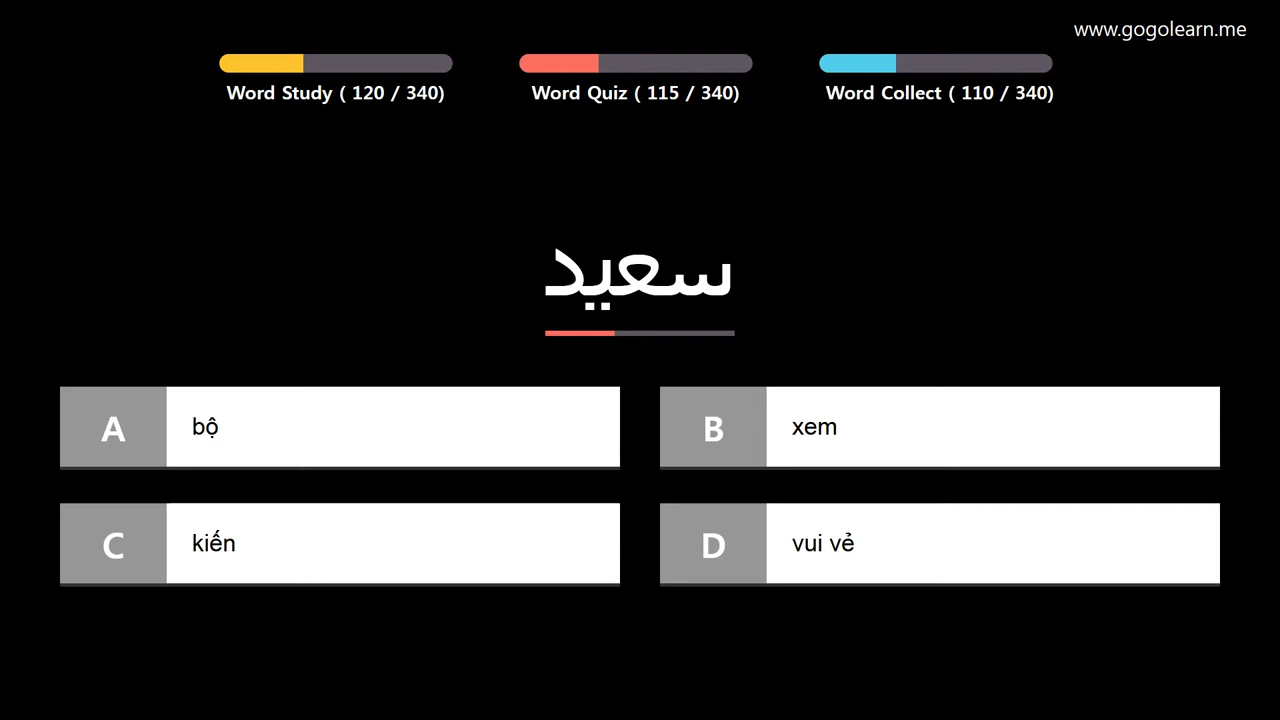 www.gogolearn.me
Word Study ( 120 / 340)
Word Quiz ( 115 / 340)
Word Collect ( 110 / 340)
سعيد
A bộ
B xem
C kiến
D vui vẻ